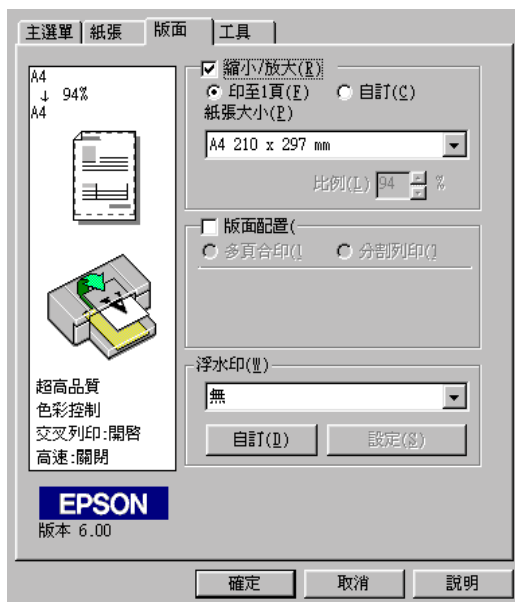 主選單 紙張 版面 工具
A4
↓ 94%
A4
超高品質
色彩控制
交叉列印:開啓
高速:關閉
EPSON
版本 6.00
縮小/放大(R)
印至1頁(F) 自訂(C)
紙張大小(P)
A4 210 x 297 mm
比例(L) 94 %
版面配置(
多頁合印( 分割列印(
浮水印(W)
無
自訂(D) 設定(S)
確定 取消 説明